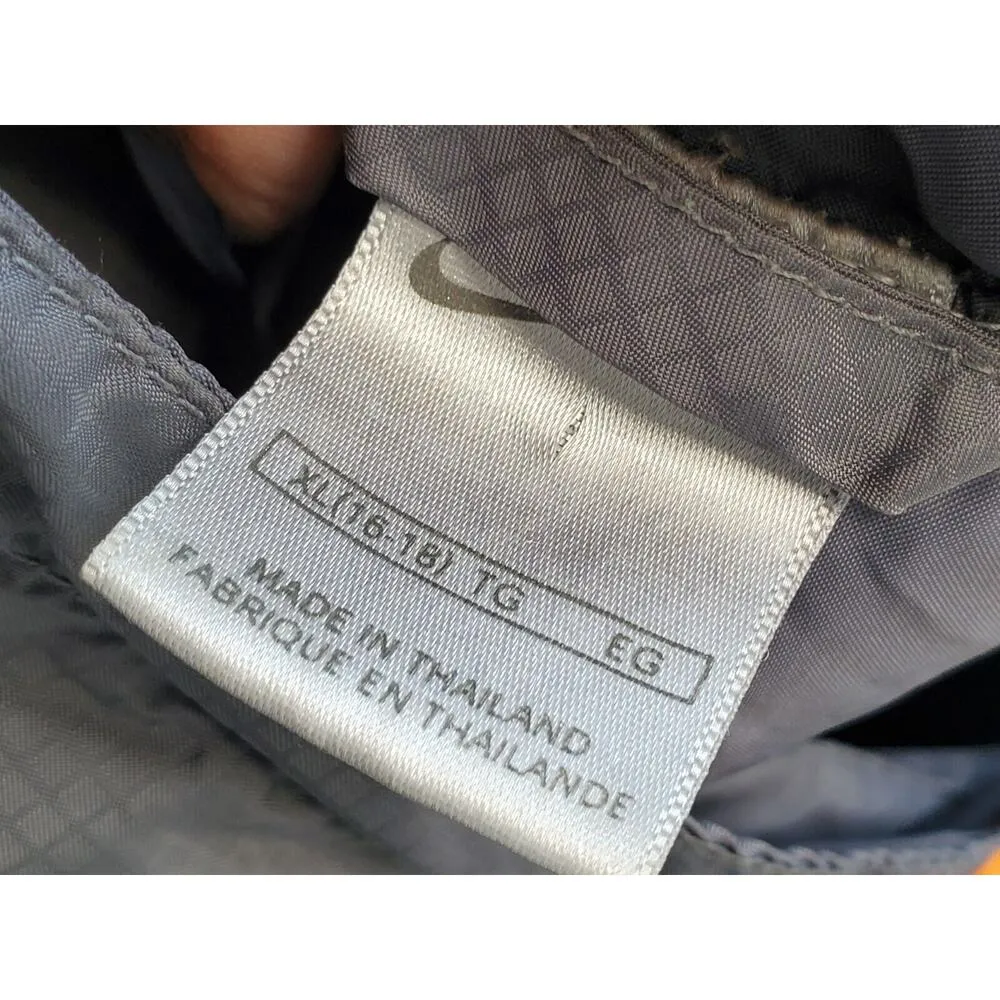 XL(16-18) TG EG
MADE IN THAILAND
FABRIQUE EN THAILANDE